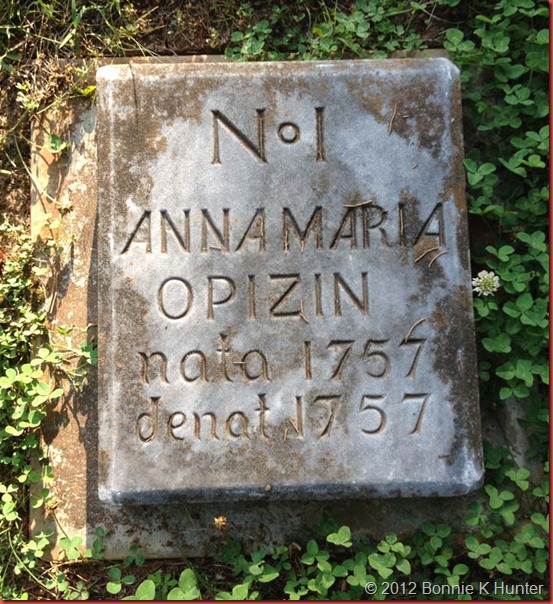 No I
ANNA MARIA
OPIZIN
nata 1757
denat 1757
© 2012 Bonnie K Hunter